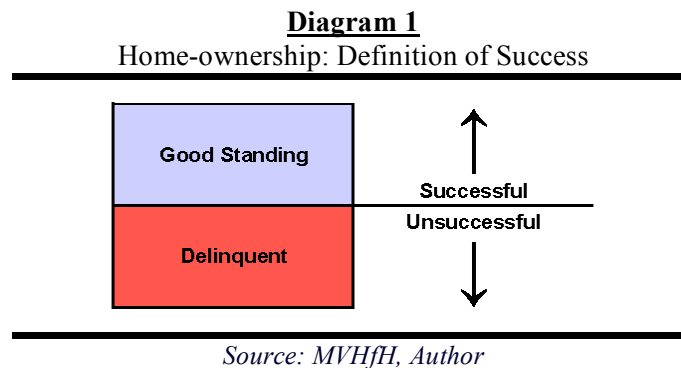 Diagram 1
Home-ownership: Definition of Success
Good Standing
Successful
Unsuccessful
Delinquent
Source: MVHfH, Author